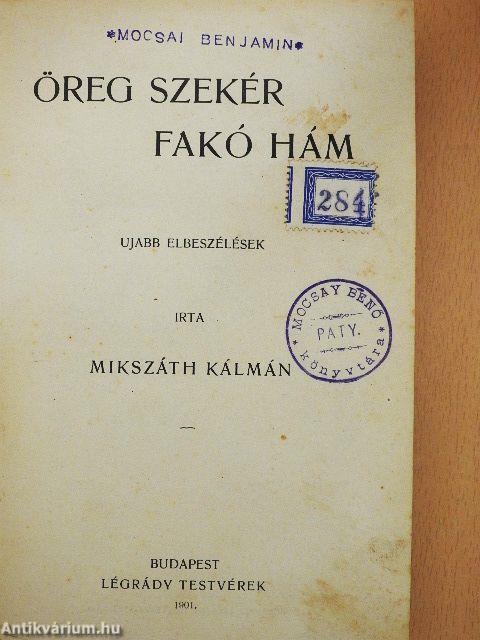 *MOCSAI BENJAMIN*
ÖREG SZEKÉR
FAKÓ HÁM
284
UJABB ELBESZÉLÉSEK
IRTA
MIKSZÁTH KÁLMÁN
* MOCSAY BENŐ *
PATY.
könyvtára
BUDAPEST
LÉGRÁDY TESTVÉREK
1901.
Antikvárium.hu